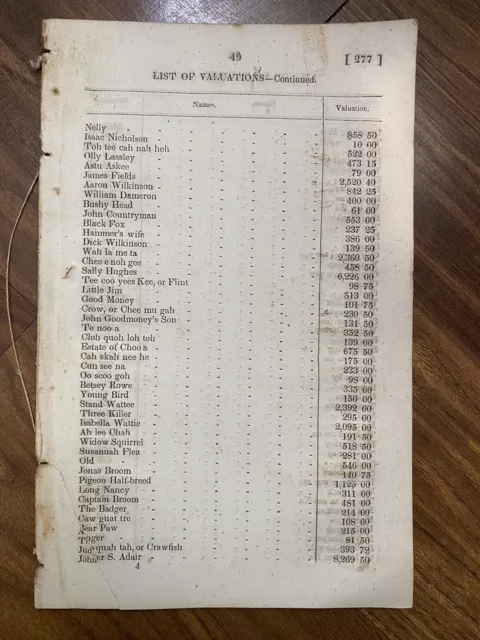 49 [ 277 ]
LIST OF VALUATIONS—Continued.
Names. Valuation.
Nelly $58 50
Isaac Nicholson 10 00
Toh tee cah nah hoh 522 00
Olly Lassley 473 15
Astu Askee 79 00
James Fields 2,520 40
Aaron Wilkinson 842 25
William Dameron 400 00
Bushy Head 61 00
John Countryman 553 00
Black Fox 237 25
Hammer's wife 386 00
Dick Wilkinson 139 50
Wah la me ta 2,360 50
Chee e noh gee 458 50
Sally Hughes 6,226 00
Tee coo yees Kee, or Flint 98 75
Little Jim 513 00
Good Money 101 75
Crow, or Chee mu gah 230 50
John Goodmoney's Son 131 50
Te noo a 352 50
Cloh quoh loh toh 139 00
Estate of Choo a 675 50
Cah skah nee he 175 00
Cun see na 233 00
Oo scoo goh 98 00
Betsey Rowe 335 00
Young Bird 150 00
Stand Wattee 2,392 00
Three Killer 295 00
Isabella Wattie 2,095 00
Ah lee Chah 191 50
Widow Squirrel 518 50
Susannah Flea 281 00
Old 546 00
Jonas Broom 140 75
Pigeon Half-breed 1,125 00
Long Nancy 311 00
Captain Broom 481 00
The Badger 214 00
Caw guat tre 108 00
Bear Paw 215 00
Tiger 81 50
quah tah, or Crawfish 393 72
S. Adair 8,269 50
4